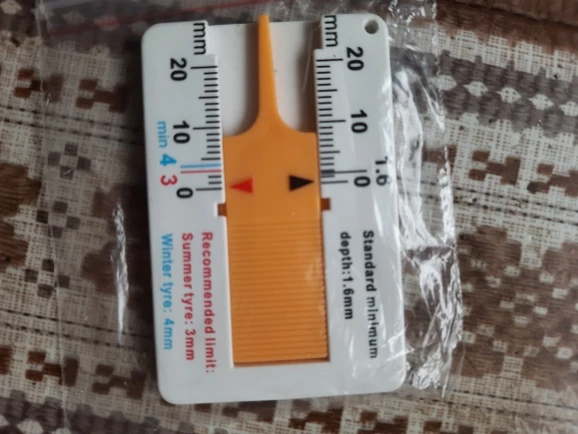 mm
20
10
0
min 4
3
mm
20
10
1.6
0
Recommended limit:
Summer tyre: 3mm
Winter tyre: 4mm
Standard minimum
depth:1.6mm